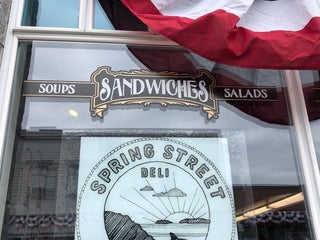 SOUPS SANDWICHES SALADS
SPRING STREET
DELI